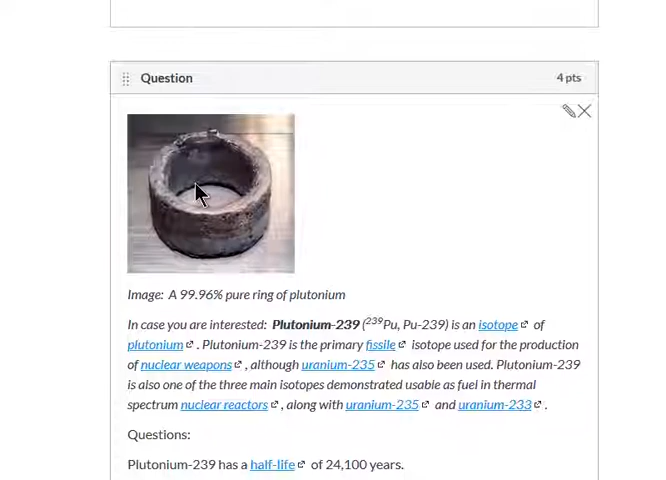 Question
4 pts
Image: A 99.96% pure ring of plutonium
In case you are interested: Plutonium-239 (²³⁹Pu, Pu-239) is an isotope of
plutonium . Plutonium-239 is the primary fissile isotope used for the production
of nuclear weapons , although uranium-235 has also been used. Plutonium-239
is also one of the three main isotopes demonstrated usable as fuel in thermal
spectrum nuclear reactors , along with uranium-235 and uranium-233 .
Questions:
Plutonium-239 has a half-life of 24,100 years.